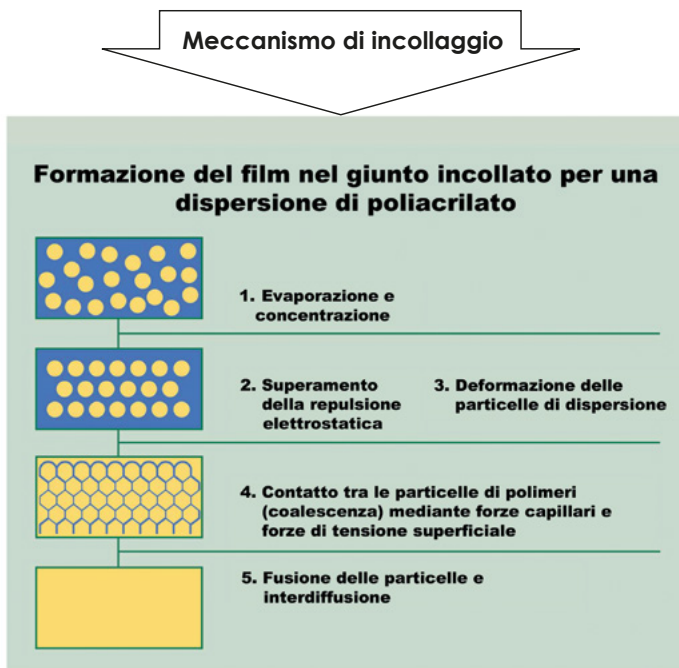 Meccanismo di incollaggio
Formazione del film nel giunto incollato per una
dispersione di poliacrilato
1. Evaporazione e
concentrazione
2. Superamento
della repulsione
elettrostatica
3. Deformazione delle
particelle di dispersione
4. Contatto tra le particelle di polimeri
(coalescenza) mediante forze capillari e
forze di tensione superficiale
5. Fusione delle particelle e
interdiffusione